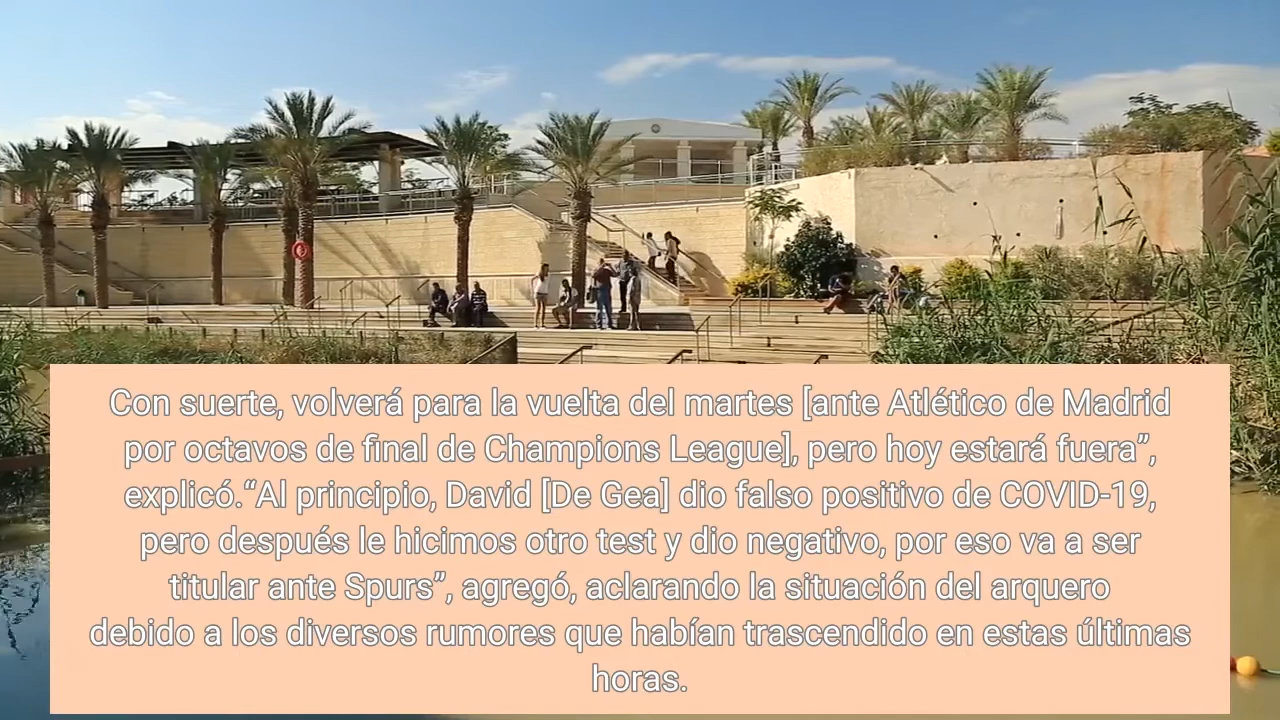 Con suerte, volverá para la vuelta del martes [ante Atlético de Madrid
por octavos de final de Champions League], pero hoy estará fuera”,
explicó.“Al principio, David [De Gea] dio falso positivo de COVID-19,
pero después le hicimos otro test y dio negativo, por eso va a ser
titular ante Spurs”, agregó, aclarando la situación del arquero
debido a los diversos rumores que habían trascendido en estas últimas
horas.